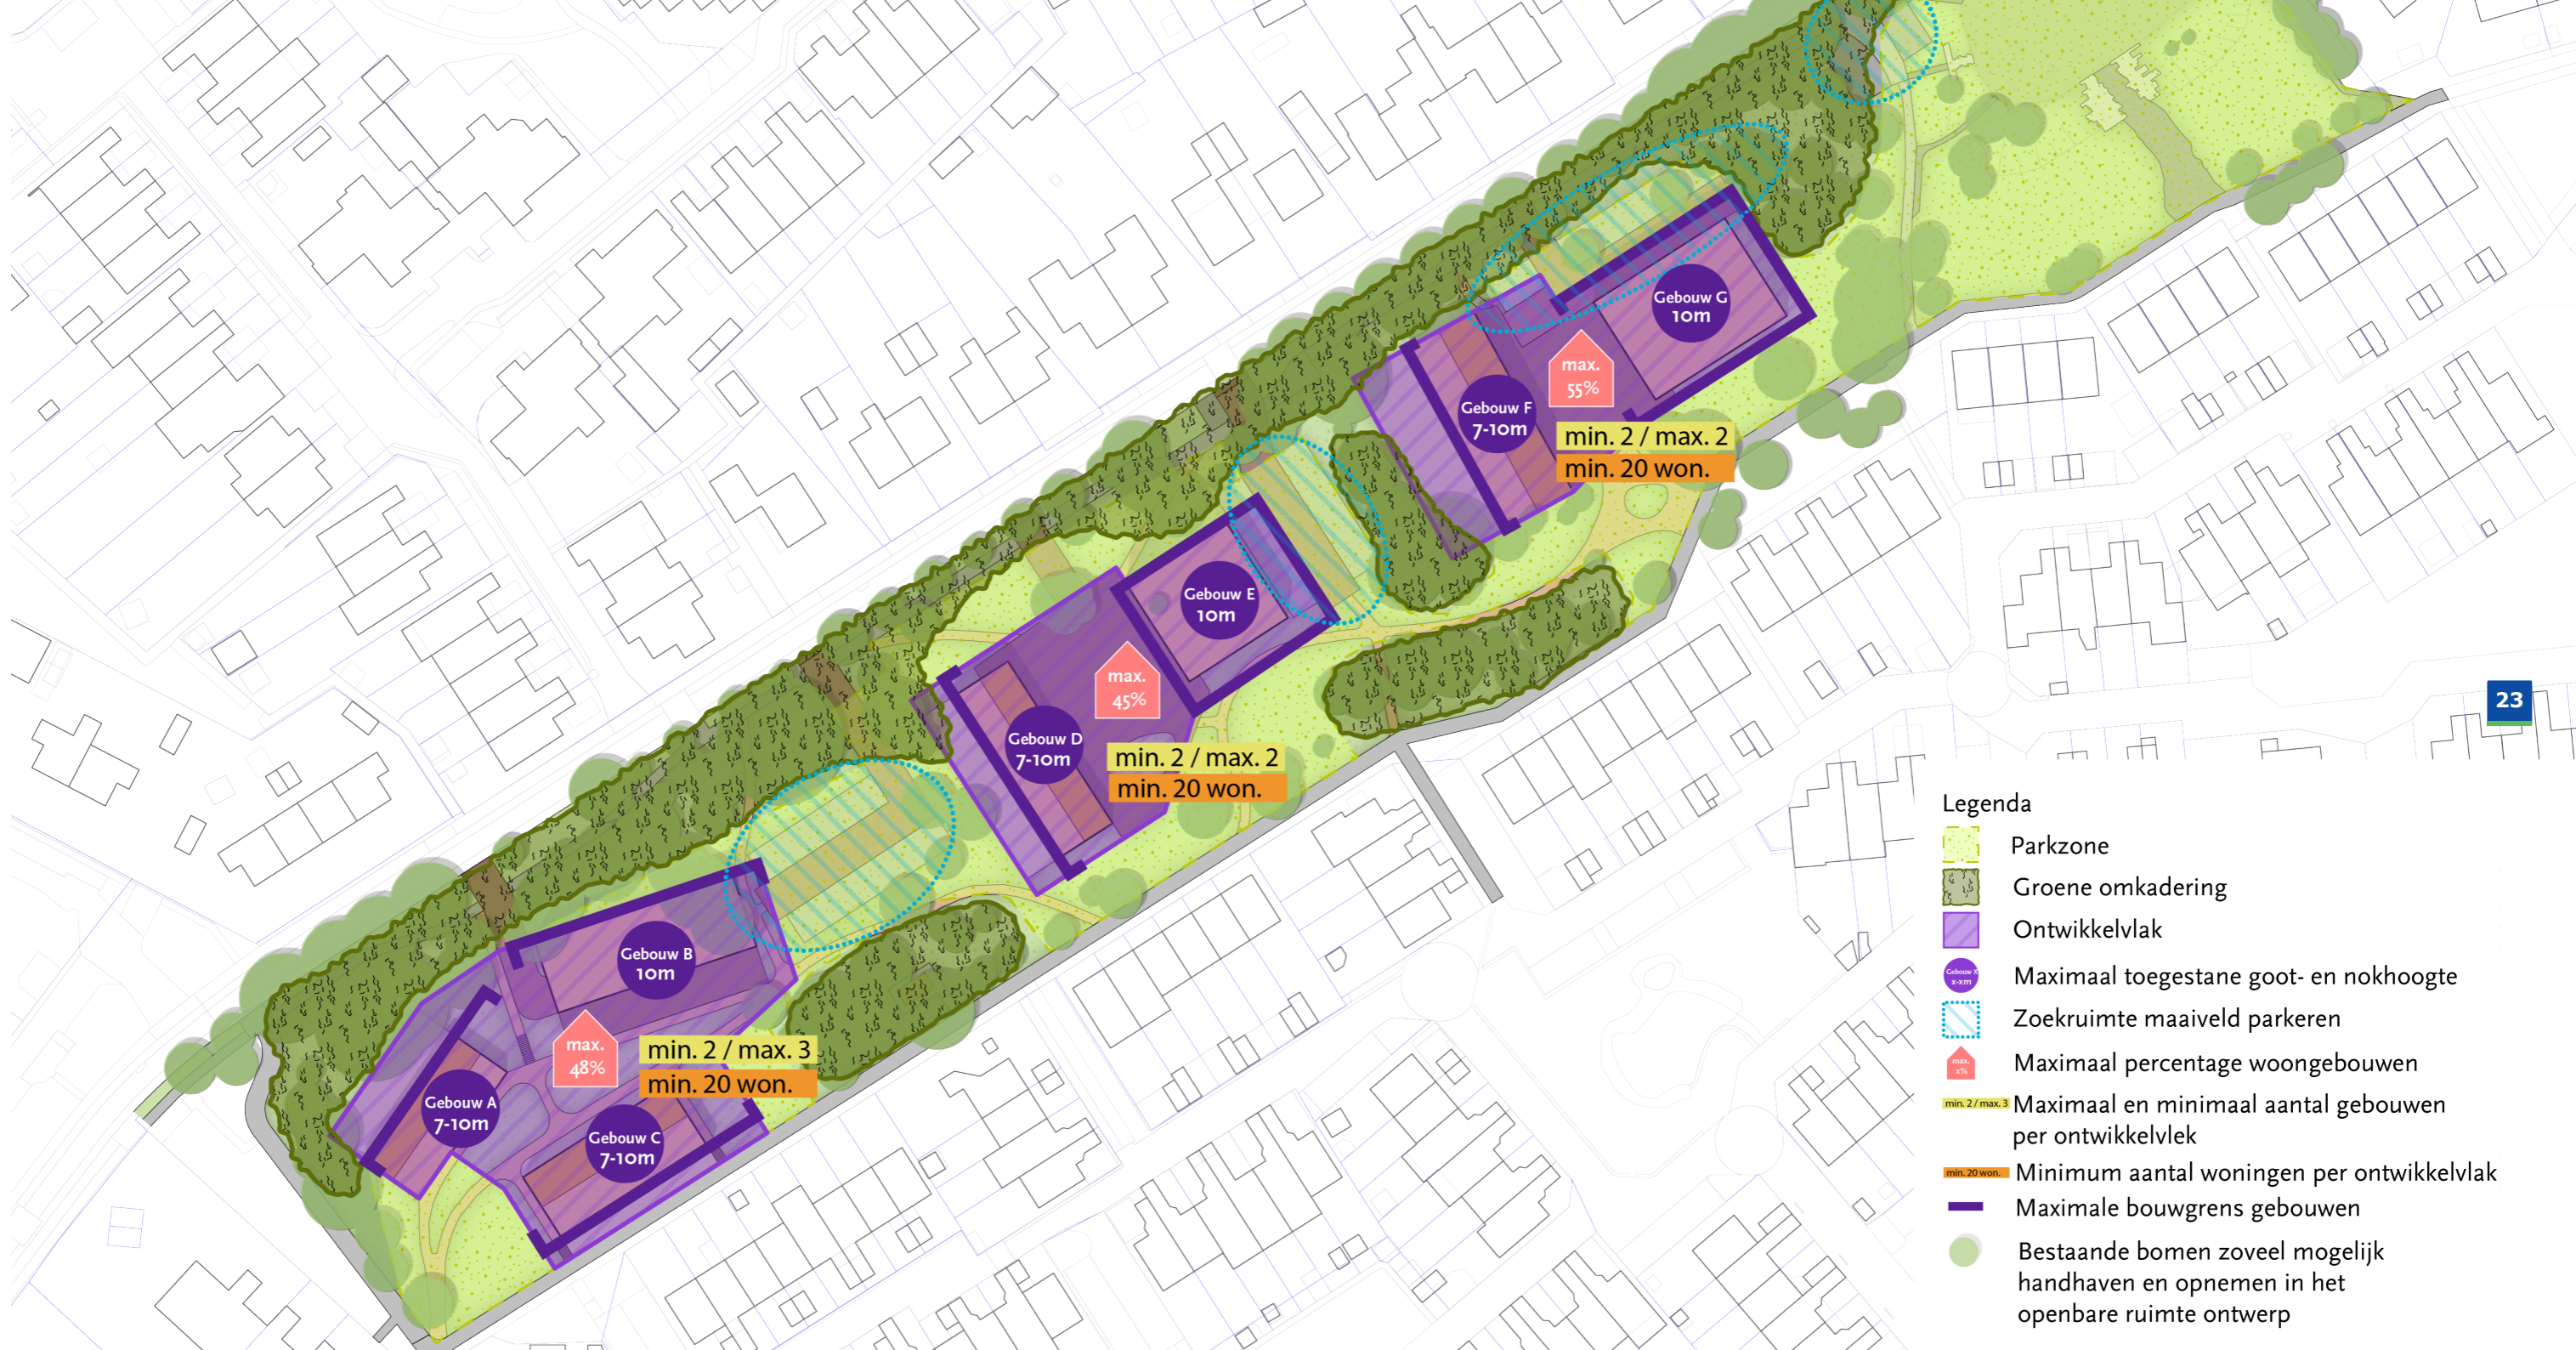 Gebouw G
10m
max.
55%
Gebouw F
7-10m
min. 2 / max. 2
min. 20 won.
Gebouw E
10m
max.
45%
Gebouw D
7-10m
min. 2 / max. 2
min. 20 won.
Gebouw B
10m
max.
48%
min. 2 / max. 3
min. 20 won.
Gebouw A
7-10m
Gebouw C
7-10m
23
Legenda
Parkzone
Groene omkadering
Ontwikkelvlak
Gebouw X
x-xm
Maximaal toegestane goot- en nokhoogte
Zoekruimte maaiveld parkeren
max.
x%
Maximaal percentage woongebouwen
min. 2 / max. 3
Maximaal en minimaal aantal gebouwen
per ontwikkelvlek
min. 20 won.
Minimum aantal woningen per ontwikkelvlak
Maximale bouwgrens gebouwen
Bestaande bomen zoveel mogelijk
handhaven en opnemen in het
openbare ruimte ontwerp